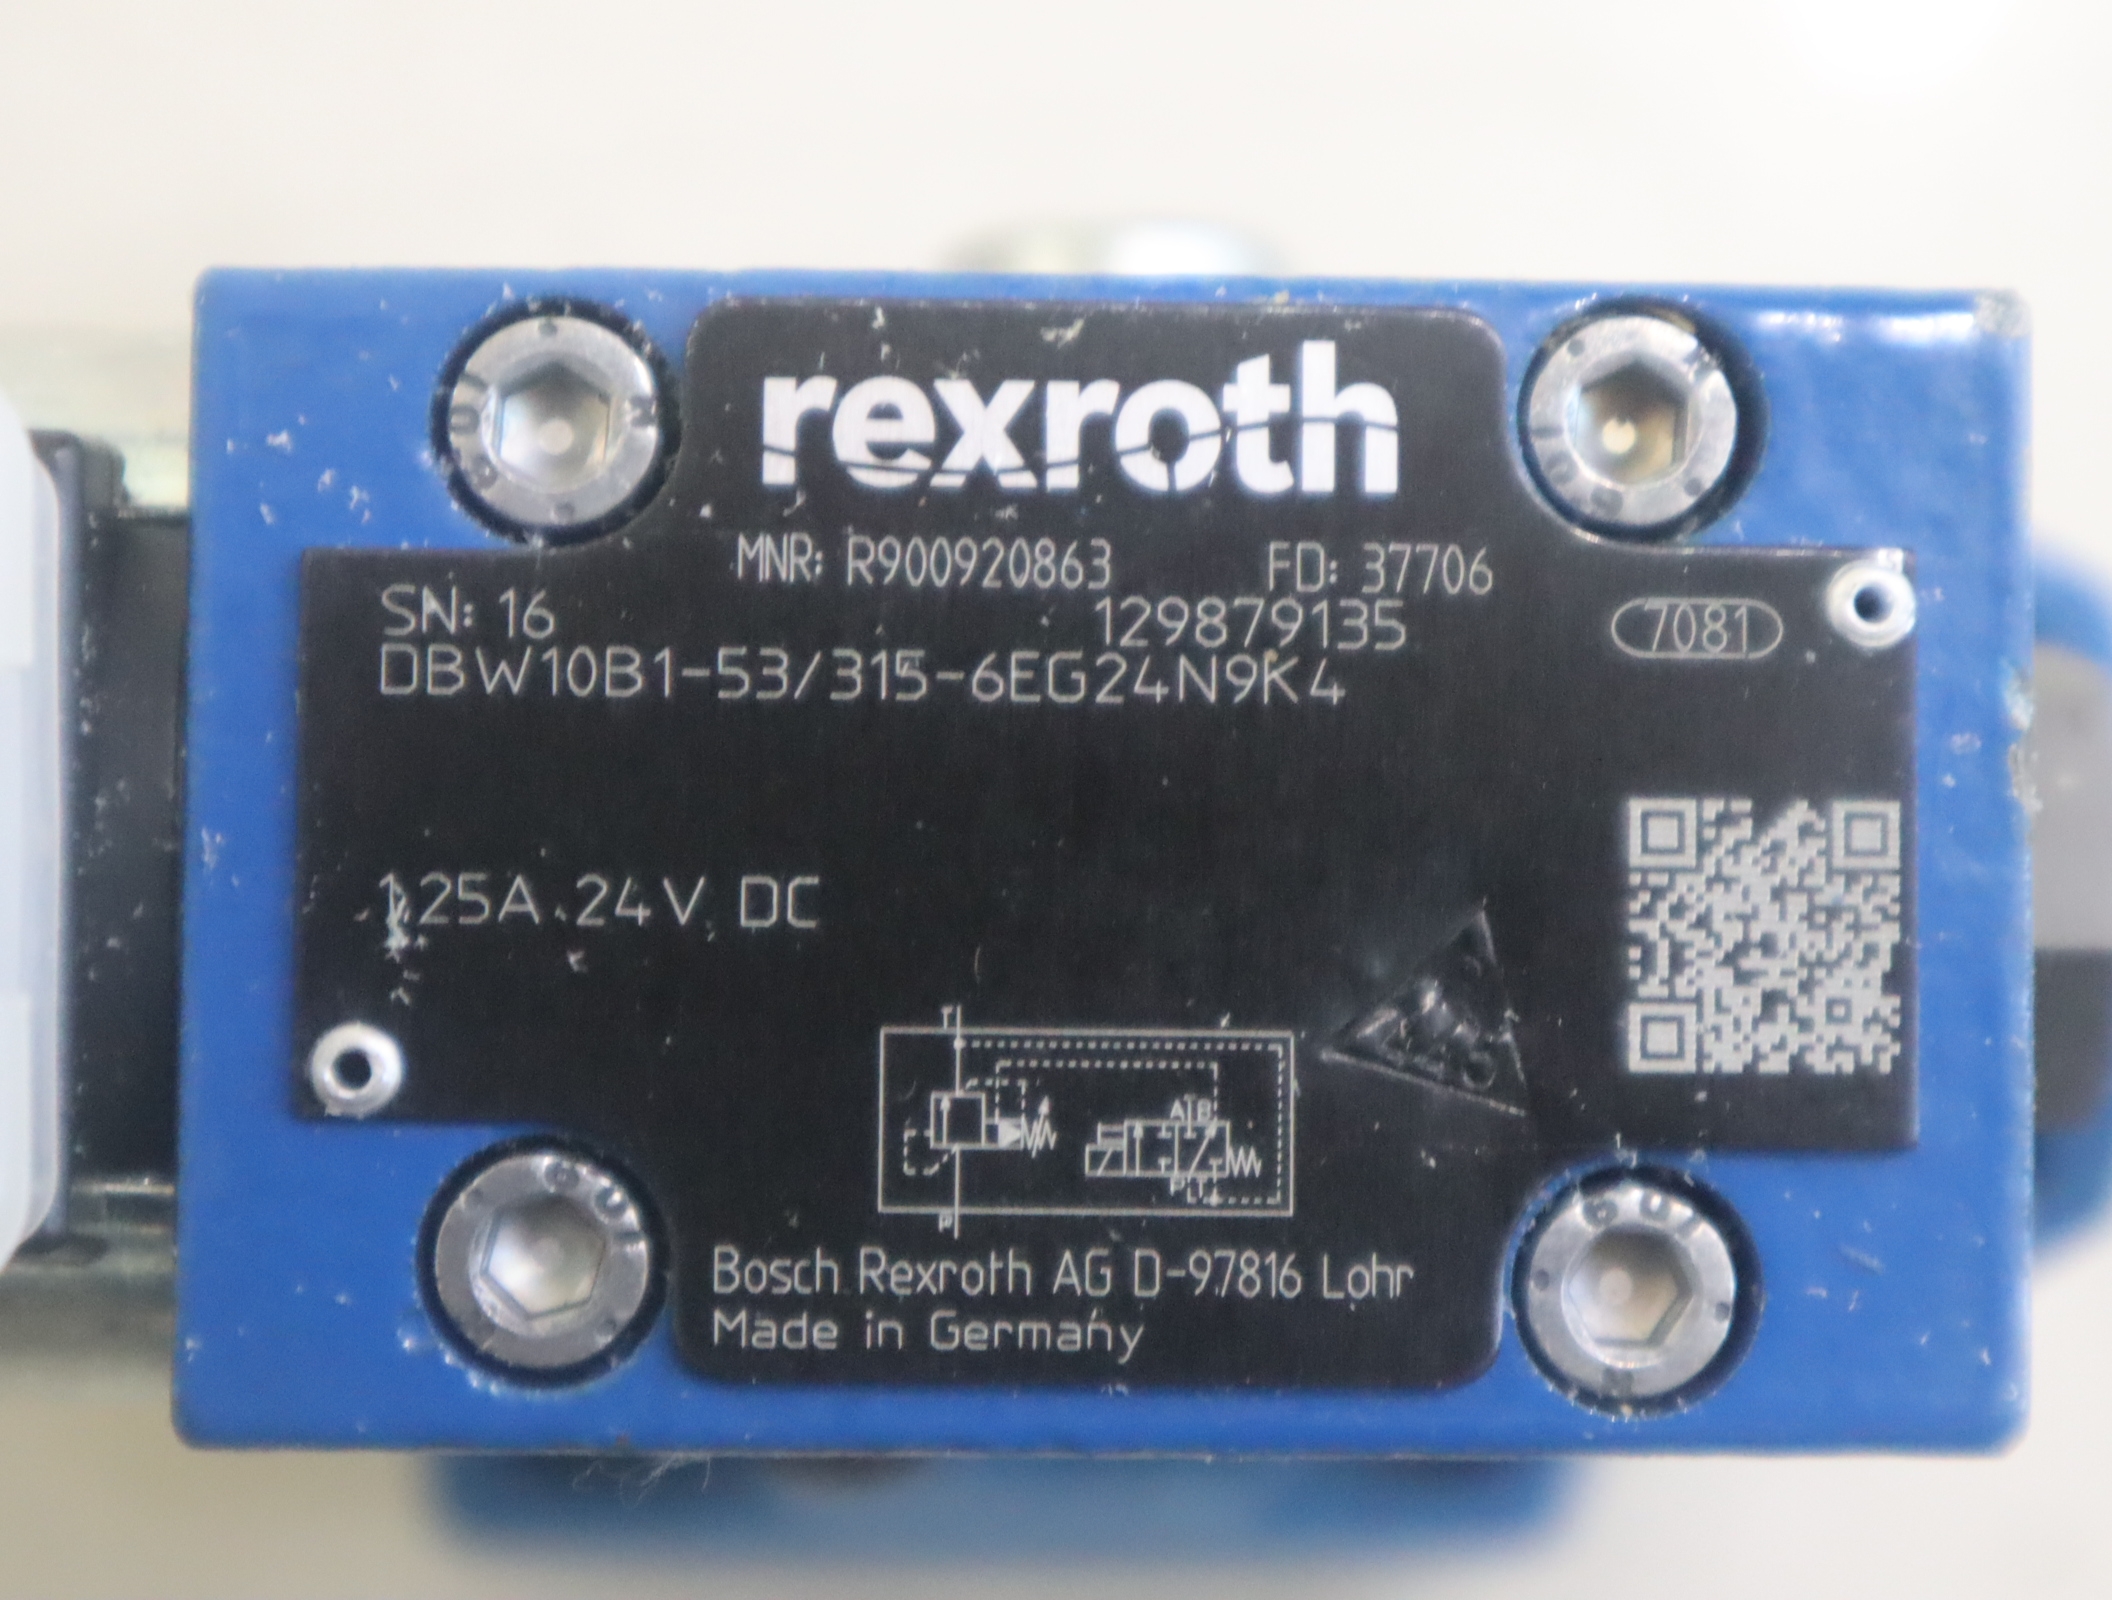 rexroth
MNR: R900920863 FD: 37706
SN: 16 129879135 7081
DBW10B1-53/315-6EG24N9K4
1,25A 24V DC
T
A B
P T
P
Bosch Rexroth AG D-97816 Lohr
Made in Germany